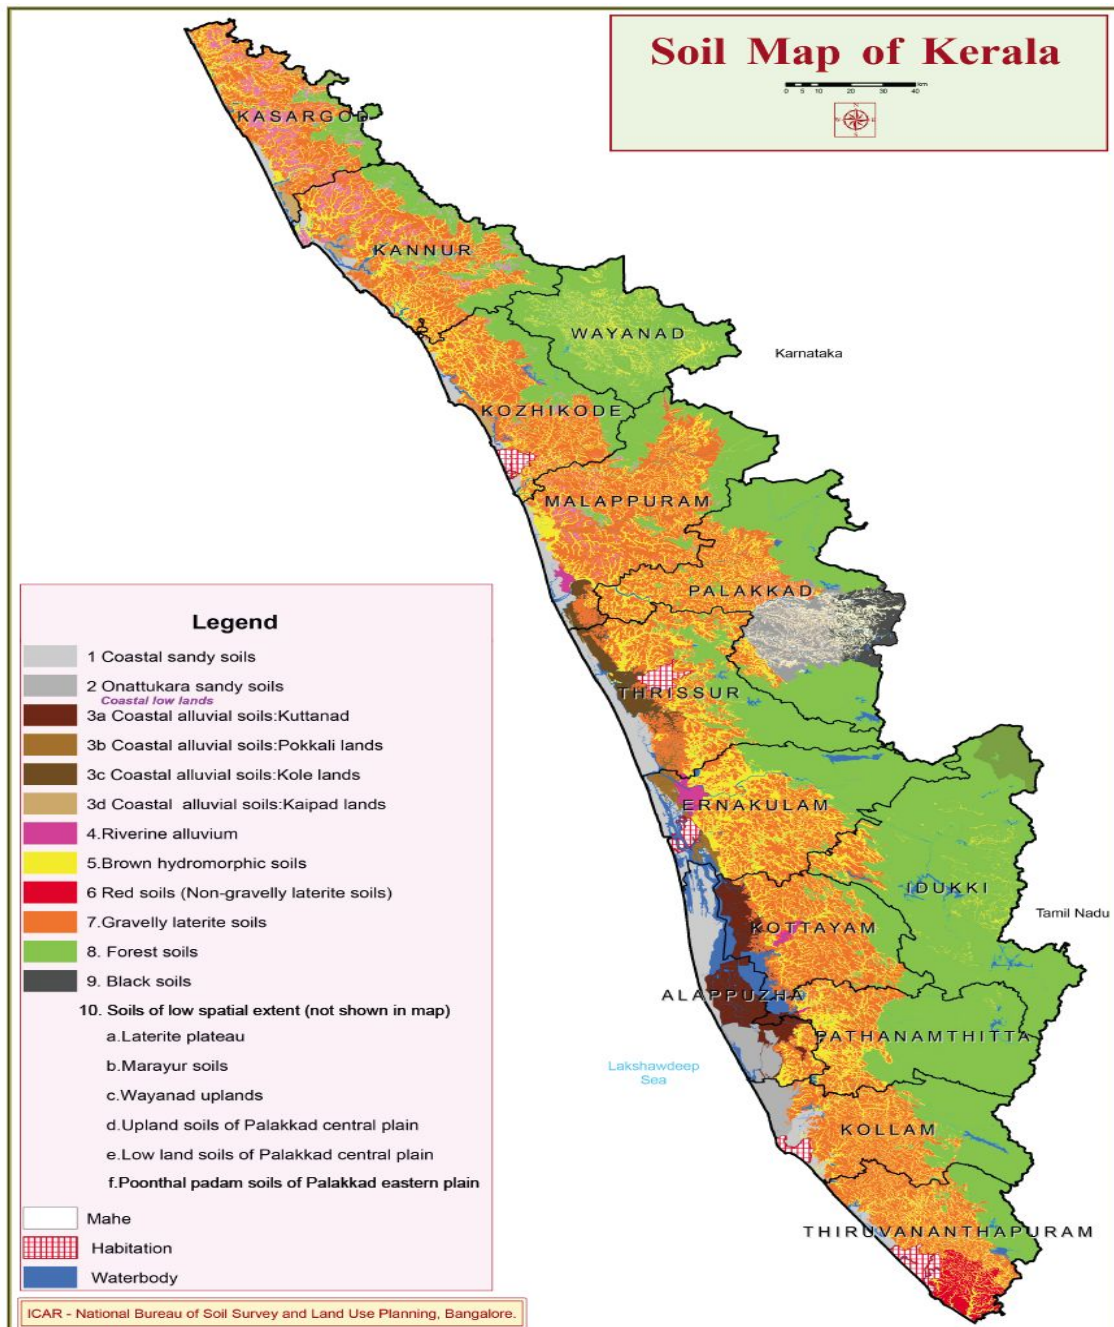 Soil Map of Kerala
0 5 10 20 30 40 km
N
W E
S
KASARGOD
KANNUR
WAYANAD
Karnataka
KOZHIKODE
MALAPPURAM
PALAKKAD
THRISSUR
ERNAKULAM
IDUKKI
Tamil Nadu
KOTTAYAM
ALAPPUZHA
PATHANAMTHITTA
Lakshawdeep
Sea
KOLLAM
THIRUVANANTHAPURAM
Legend
1 Coastal sandy soils
2 Onattukara sandy soils
Coastal low lands
3a Coastal alluvial soils:Kuttanad
3b Coastal alluvial soils:Pokkali lands
3c Coastal alluvial soils:Kole lands
3d Coastal alluvial soils:Kaipad lands
4.Riverine alluvium
5.Brown hydromorphic soils
6 Red soils (Non-gravelly laterite soils)
7.Gravelly laterite soils
8. Forest soils
9. Black soils
10. Soils of low spatial extent (not shown in map)
a.Laterite plateau
b.Marayur soils
c.Wayanad uplands
d.Upland soils of Palakkad central plain
e.Low land soils of Palakkad central plain
f.Poonthal padam soils of Palakkad eastern plain
Mahe
Habitation
Waterbody
ICAR - National Bureau of Soil Survey and Land Use Planning, Bangalore.